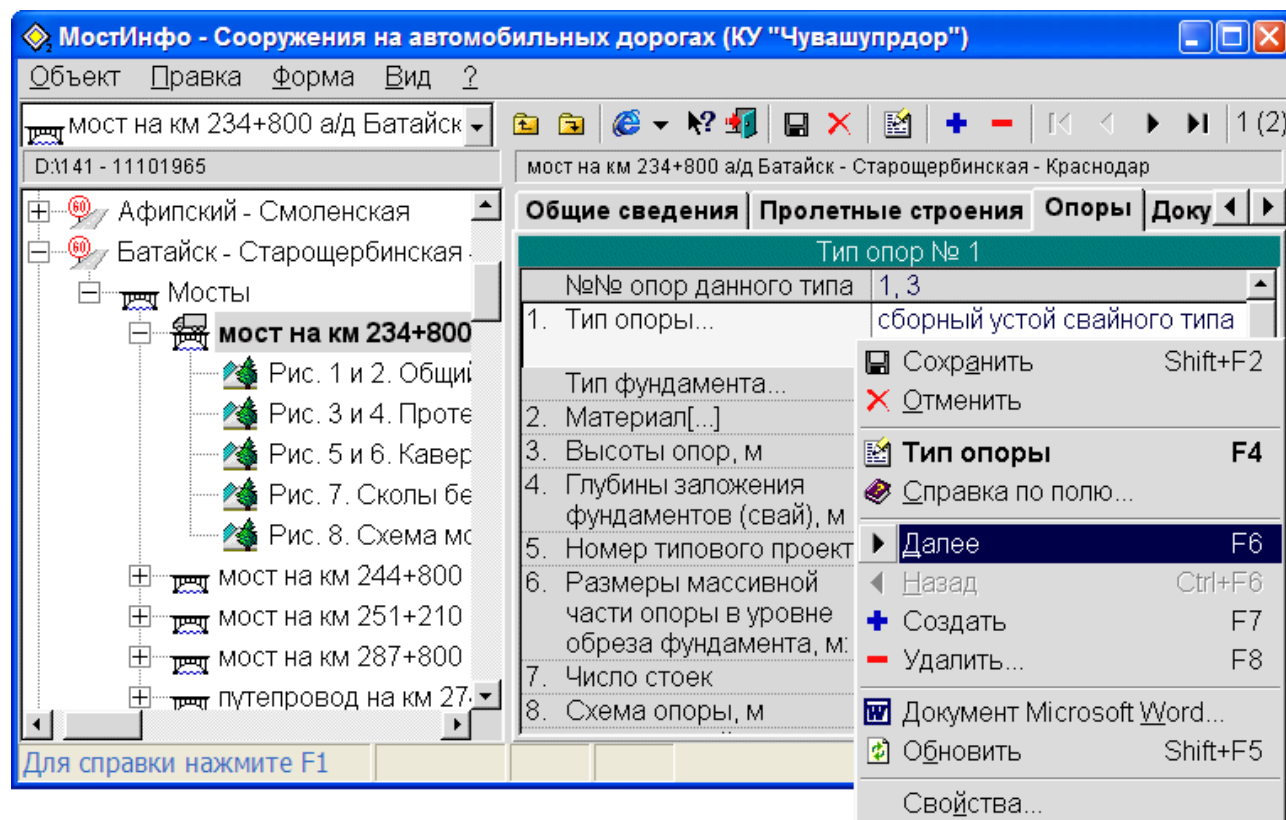 МостИнфо - Сооружения на автомобильных дорогах (КУ "Чувашупрдор")
Объект Правка Форма Вид ?
мост на км 234+800 а/д Батайск
1 (2)
D:\1141 - 11101965
мост на км 234+800 а/д Батайск - Старощербинская - Краснодар
Афипский - Смоленская
Батайск - Старощербинская -
Мосты
мост на км 234+800
Рис. 1 и 2. Общий
Рис. 3 и 4. Проте
Рис. 5 и 6. Кавер
Рис. 7. Сколы бе
Рис. 8. Схема мо
мост на км 244+800
мост на км 251+210
мост на км 287+800
путепровод на км 274
Общие сведения Пролетные строения Опоры Доку
Тип опор № 1
№№ опор данного типа 1, 3
1. Тип опоры... сборный устой свайного типа
Тип фундамента...
2. Материал[...]
3. Высоты опор, м
4. Глубины заложения
фундаментов (свай), м
5. Номер типового проект
6. Размеры массивной
части опоры в уровне
обреза фундамента, м:
7. Число стоек
8. Схема опоры, м
Сохранить Shift+F2
Отменить
Тип опоры F4
Справка по полю...
Далее F6
Назад Ctrl+F6
Создать F7
Удалить... F8
Документ Microsoft Word...
Обновить Shift+F5
Свойства...
Для справки нажмите F1